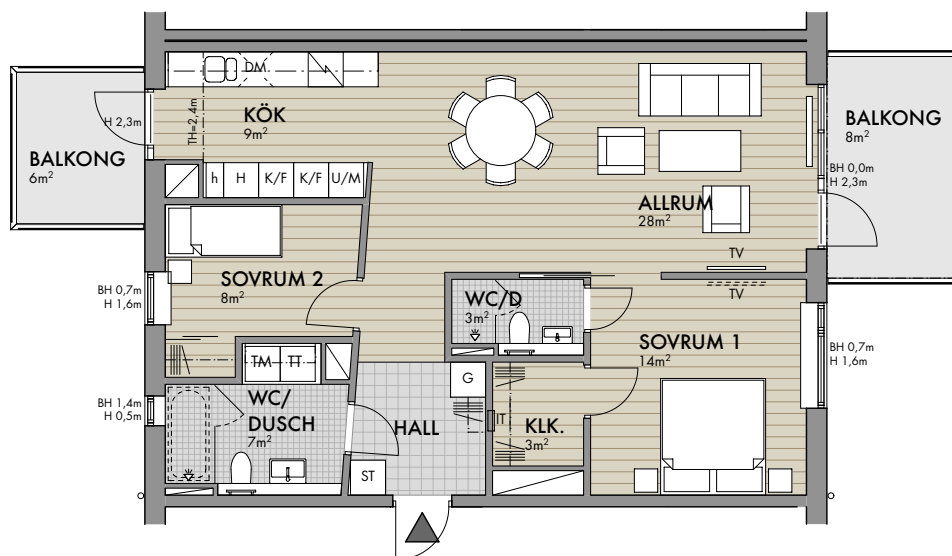 DM
TH=2,4m
H 2,3m
KÖK
9m²
BALKONG
6m²
BALKONG
8m²
h H K/F K/F U/M
BH 0,0m
H 2,3m
ALLRUM
28m²
TV
TV
SOVRUM 2
8m²
BH 0,7m
H 1,6m
WC/D
3m²
SOVRUM 1
14m²
BH 0,7m
H 1,6m
TM TT
G
WC/
DUSCH
7m²
BH 1,4m
H 0,5m
HALL
IT
KLK.
3m²
ST